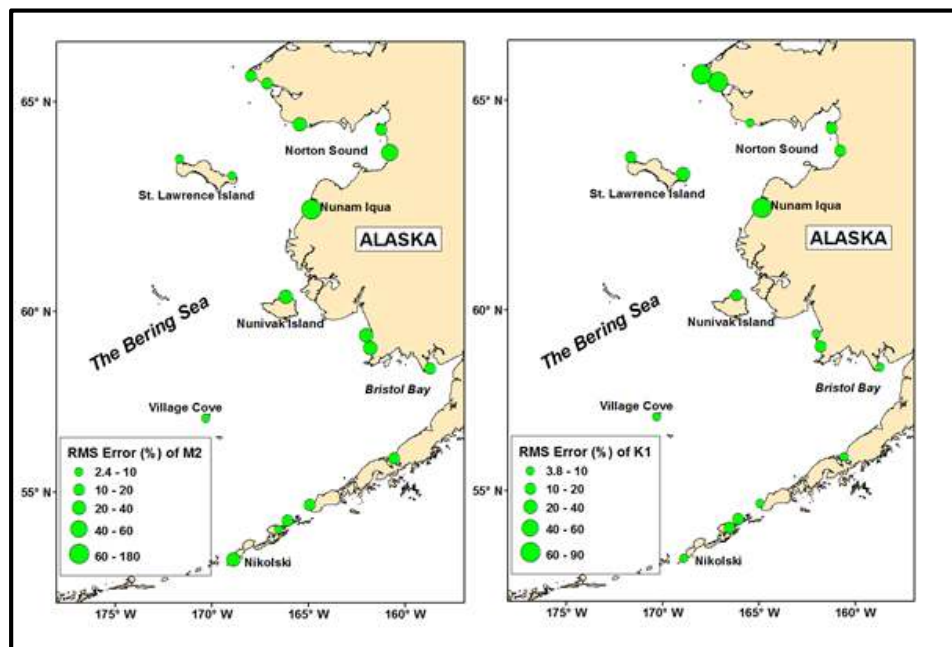 65° N
Norton Sound
St. Lawrence Island
Nunam Iqua
ALASKA
60° N
Nunivak Island
The Bering Sea
Bristol Bay
Village Cove
RMS Error (%) of M2
2.4 - 10
10 - 20
20 - 40
40 - 60
60 - 180
55° N
Nikolski
175° W
170° W
165° W
160° W
65° N
Norton Sound
St. Lawrence Island
Nunam Iqua
ALASKA
60° N
Nunivak Island
The Bering Sea
Bristol Bay
Village Cove
RMS Error (%) of K1
3.8 - 10
10 - 20
20 - 40
40 - 60
60 - 90
55° N
Nikolski
175° W
170° W
165° W
160° W